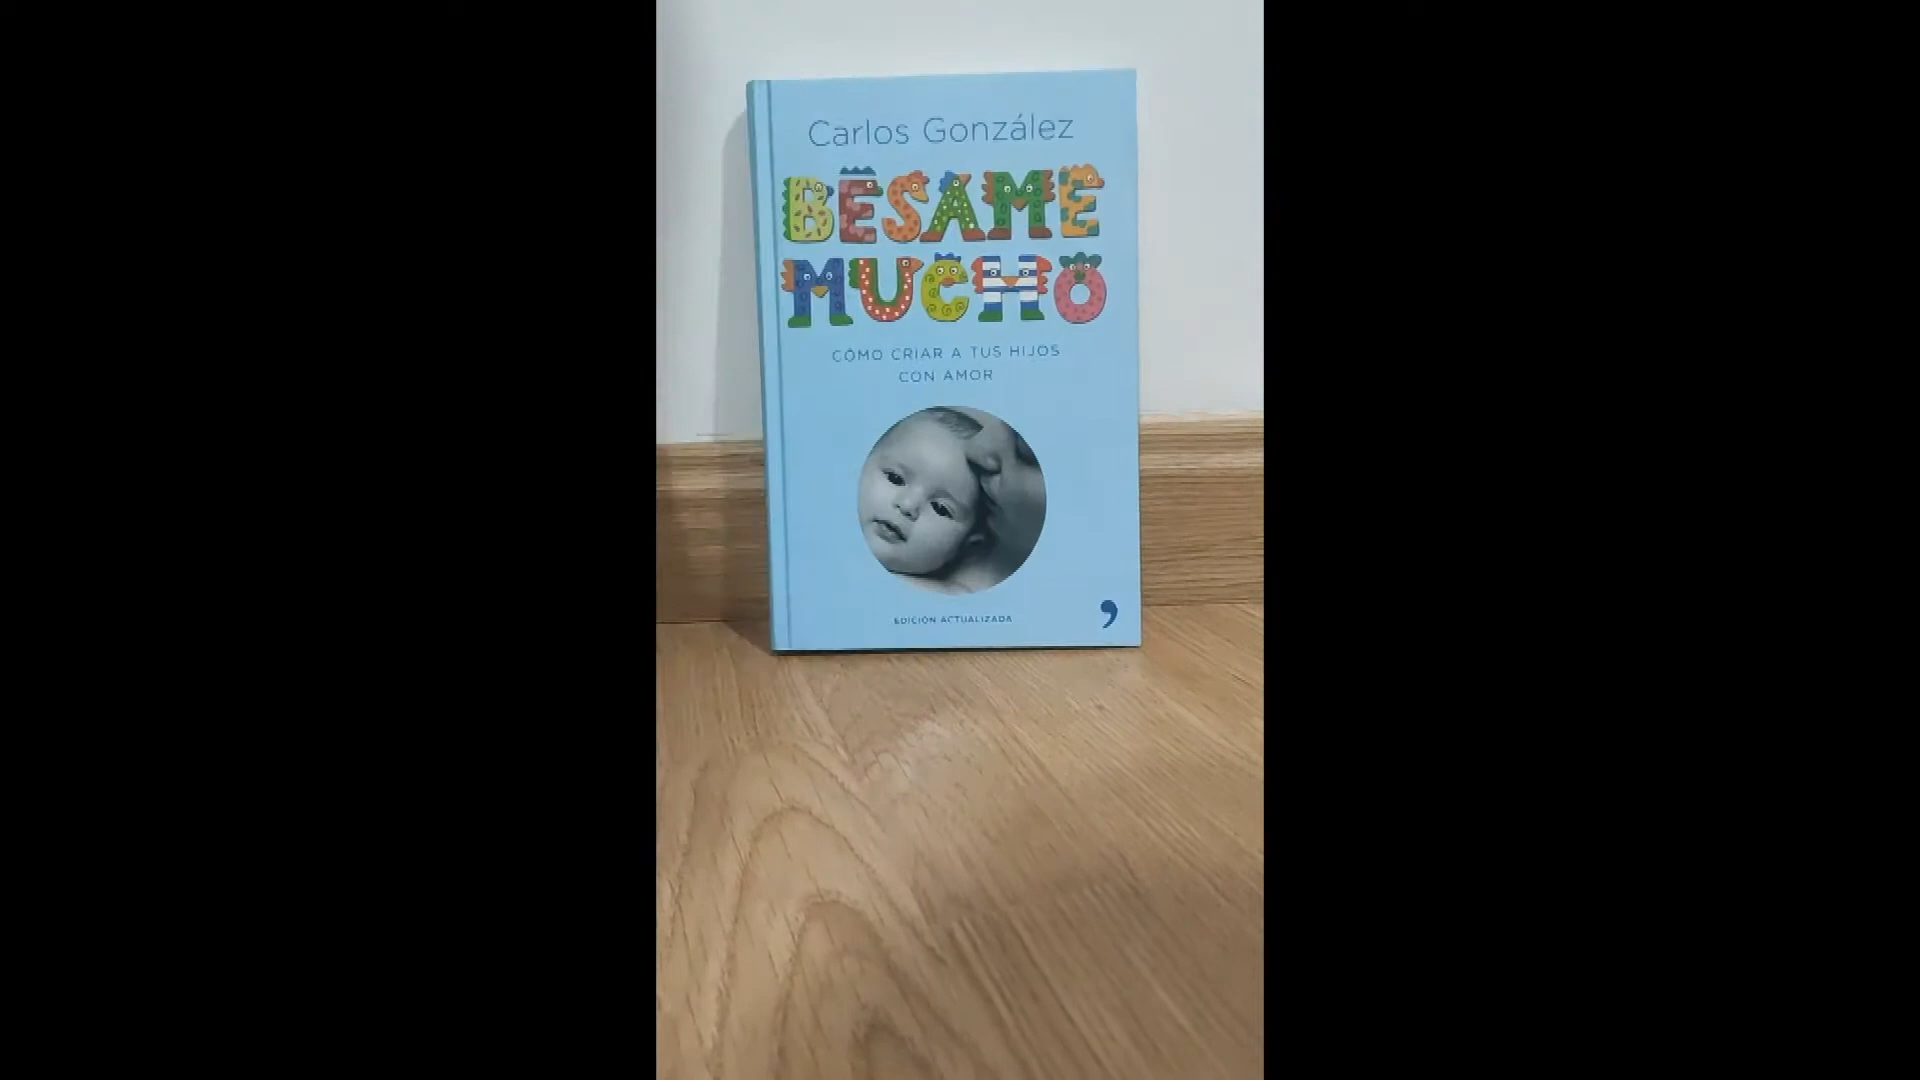 Carlos González
BÉSAME
MUCHO
CÓMO CRIAR A TUS HIJOS
CON AMOR
EDICIÓN ACTUALIZADA